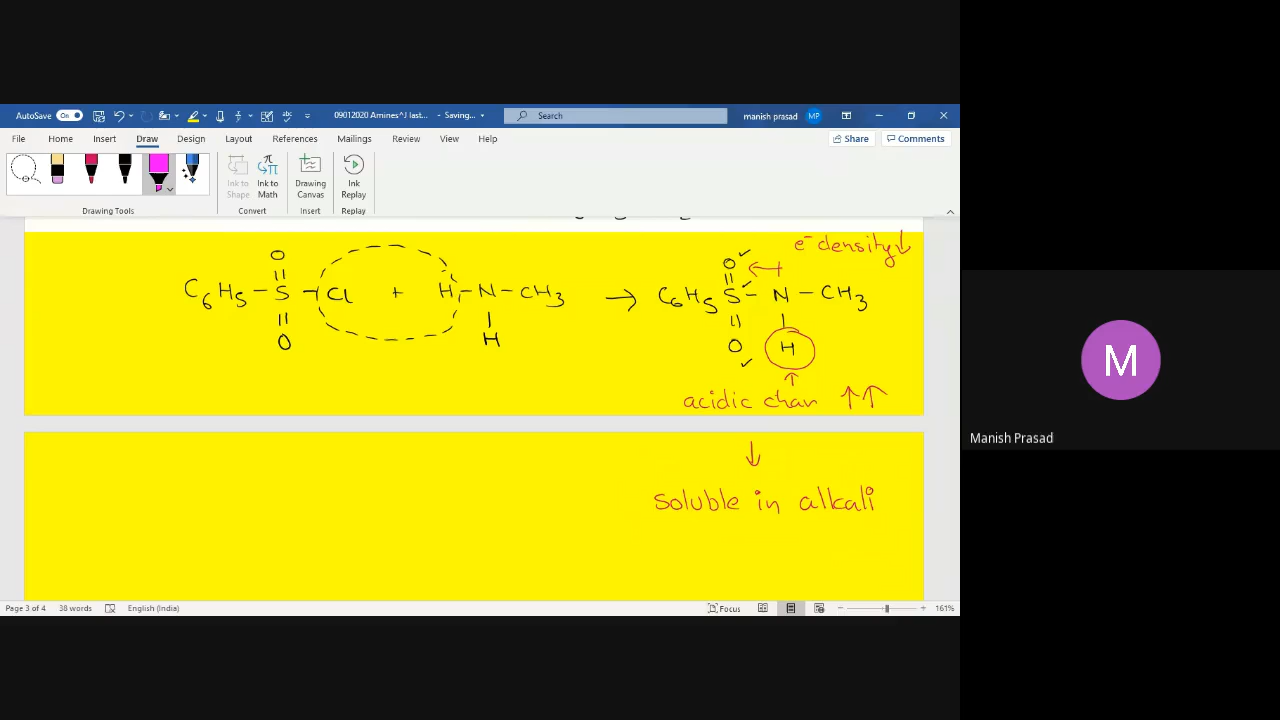 AutoSave On 09012020 Amines^J last... - Saving... Search manish prasad MP
File Home Insert Draw Design Layout References Mailings Review View Help Share Comments
Ink to Shape Ink to Math Drawing Canvas Ink Replay
Drawing Tools Convert Insert Replay
e⁻ density↓
O O
C6H5 – S – Cl + H – N – CH3 → C6H5 S – N – CH3
O H O H
acidic char ↑↑
↓
soluble in alkali
Page 3 of 4 38 words English (India) Focus 161%
M
Manish Prasad